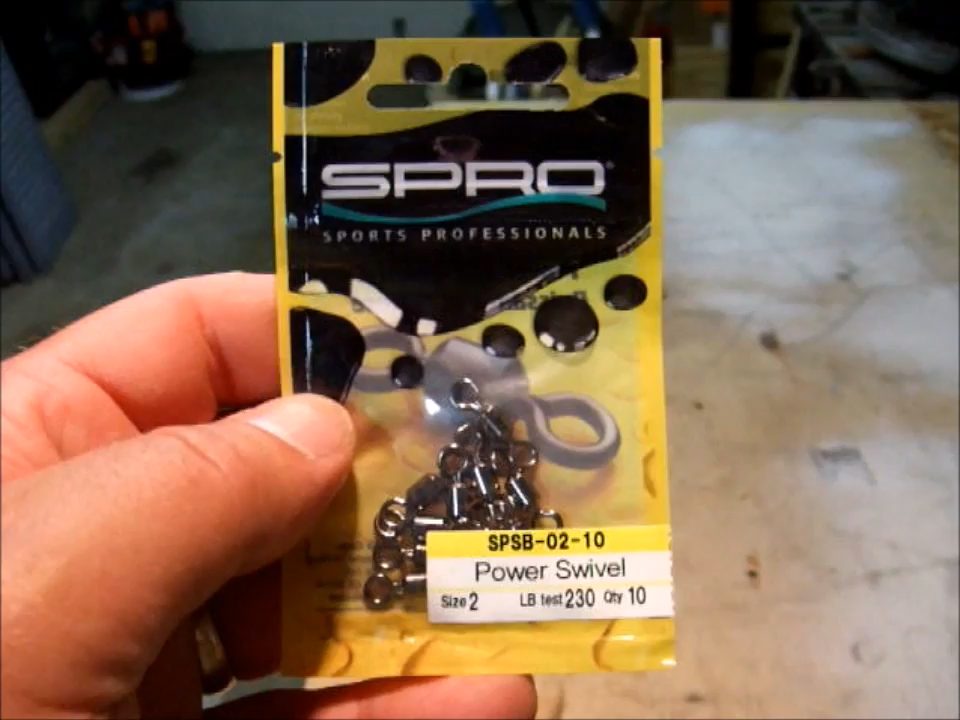 SPRO®
SPORTS PROFESSIONALS
SPSB-02-10
Power Swivel
Size 2 LB test 230 Qty 10